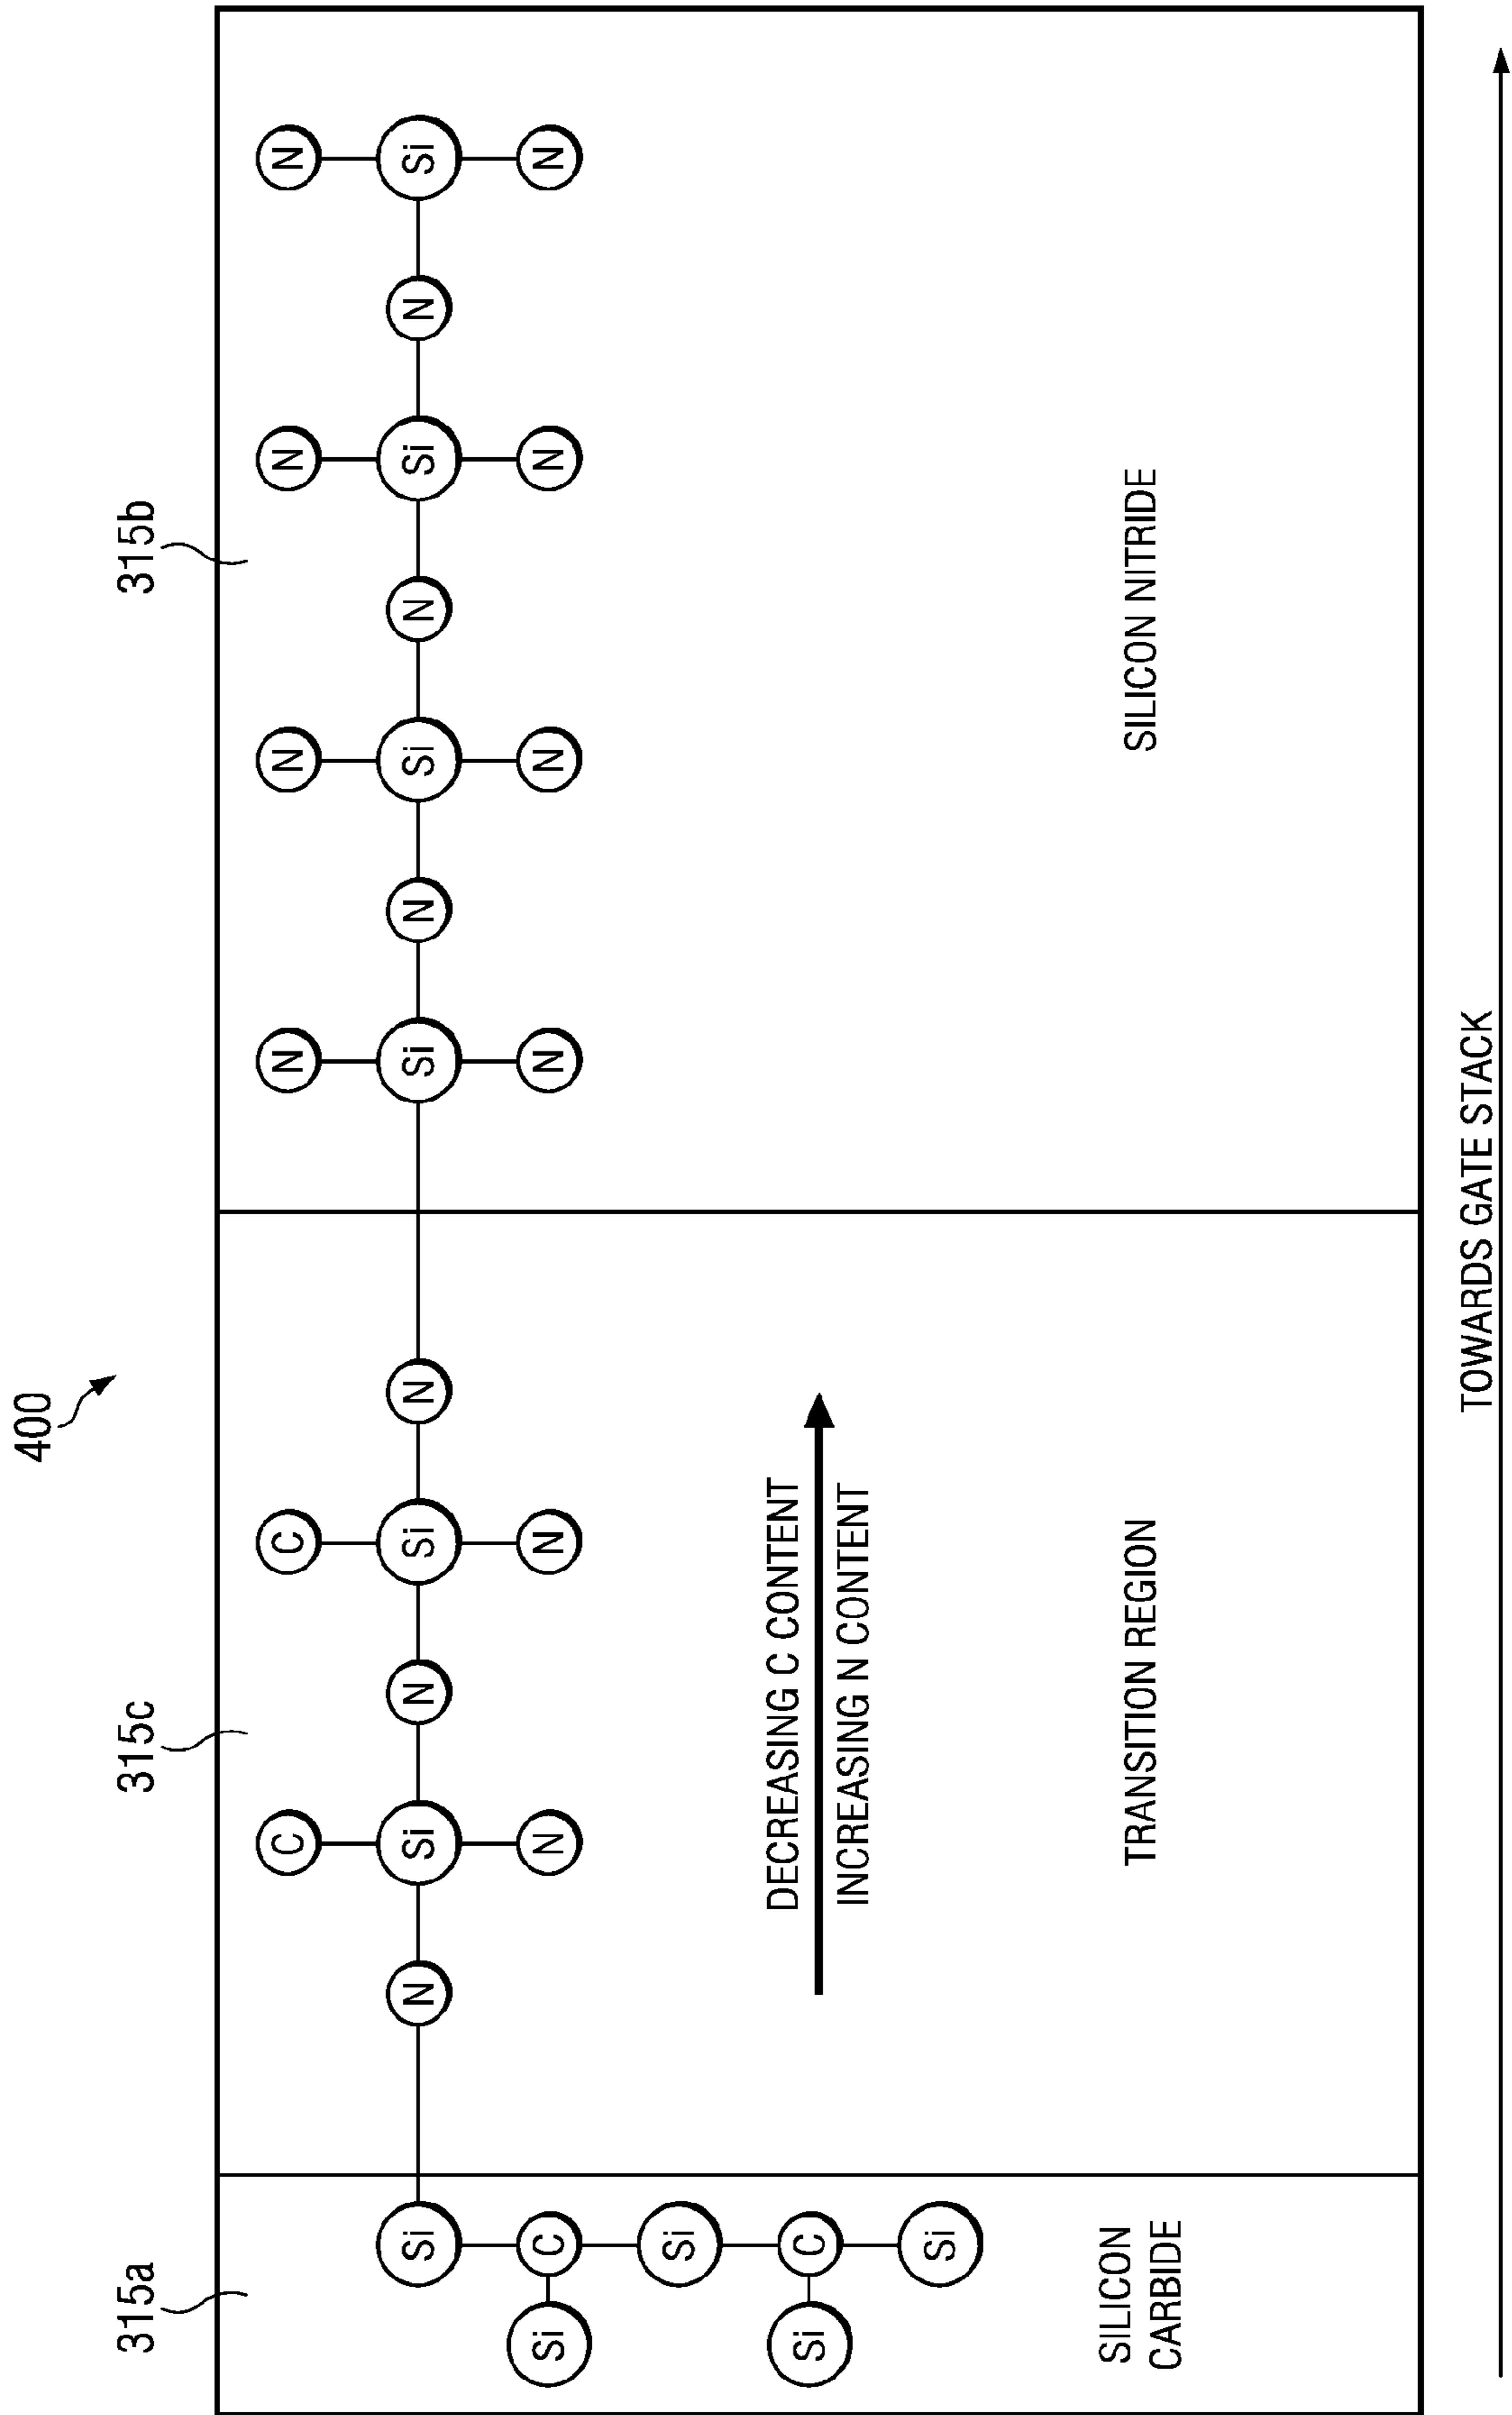 400
315a 315c 315b
C C N N N N
Si N Si N Si N Si N Si N Si N Si
Si C N N N N N N
Si
DECREASING C CONTENT
Si C
INCREASING N CONTENT
Si
SILICON
CARBIDE
TRANSITION REGION
SILICON NITRIDE
TOWARDS GATE STACK